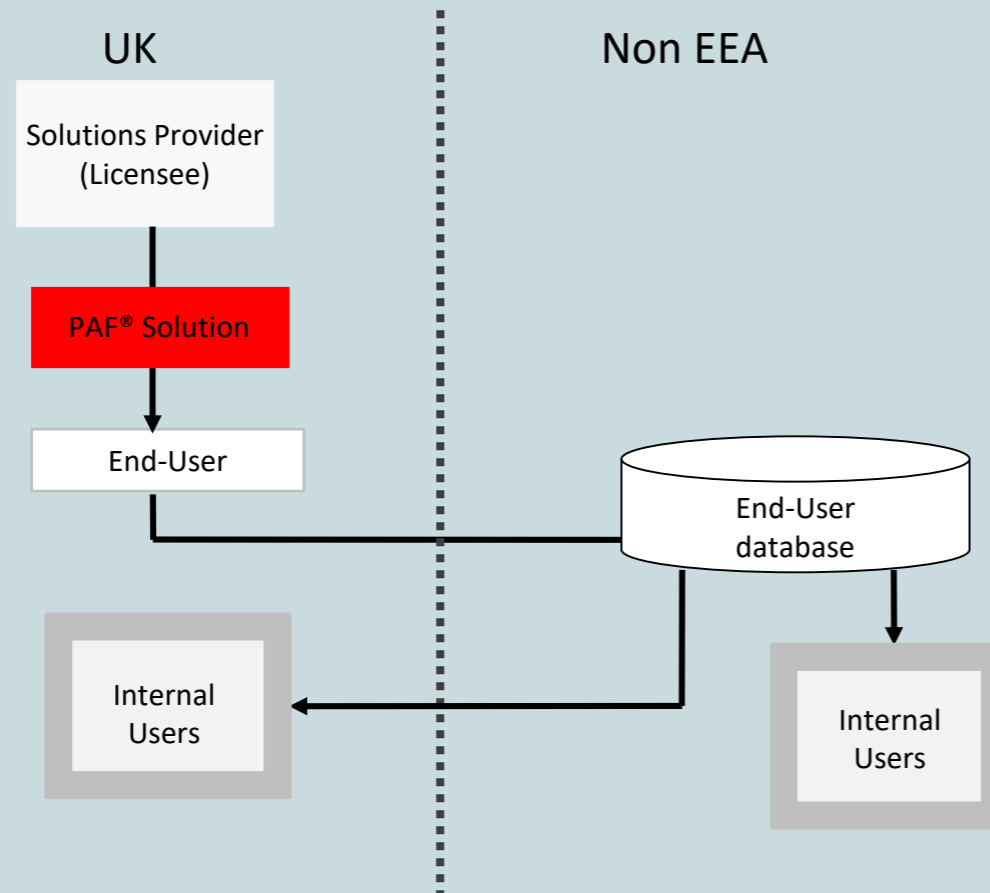 UK
Non EEA
Solutions Provider
(Licensee)
PAF® Solution
End-User
End-User
database
Internal
Users
Internal
Users